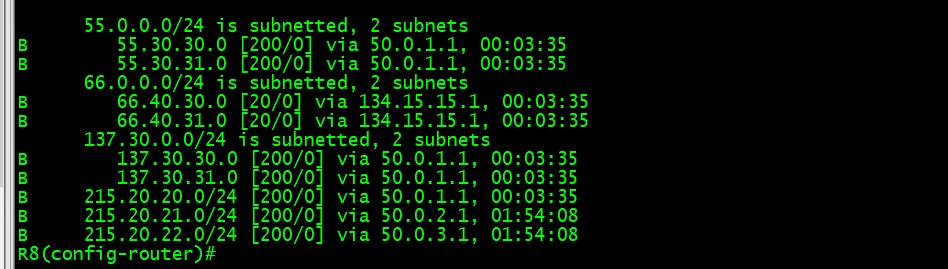 55.0.0.0/24 is subnetted, 2 subnets
B 55.30.30.0 [200/0] via 50.0.1.1, 00:03:35
B 55.30.31.0 [200/0] via 50.0.1.1, 00:03:35
66.0.0.0/24 is subnetted, 2 subnets
B 66.40.30.0 [20/0] via 134.15.15.1, 00:03:35
B 66.40.31.0 [20/0] via 134.15.15.1, 00:03:35
137.30.0.0/24 is subnetted, 2 subnets
B 137.30.30.0 [200/0] via 50.0.1.1, 00:03:35
B 137.30.31.0 [200/0] via 50.0.1.1, 00:03:35
B 215.20.20.0/24 [200/0] via 50.0.1.1, 00:03:35
B 215.20.21.0/24 [200/0] via 50.0.2.1, 01:54:08
B 215.20.22.0/24 [200/0] via 50.0.3.1, 01:54:08
R8(config-router)#